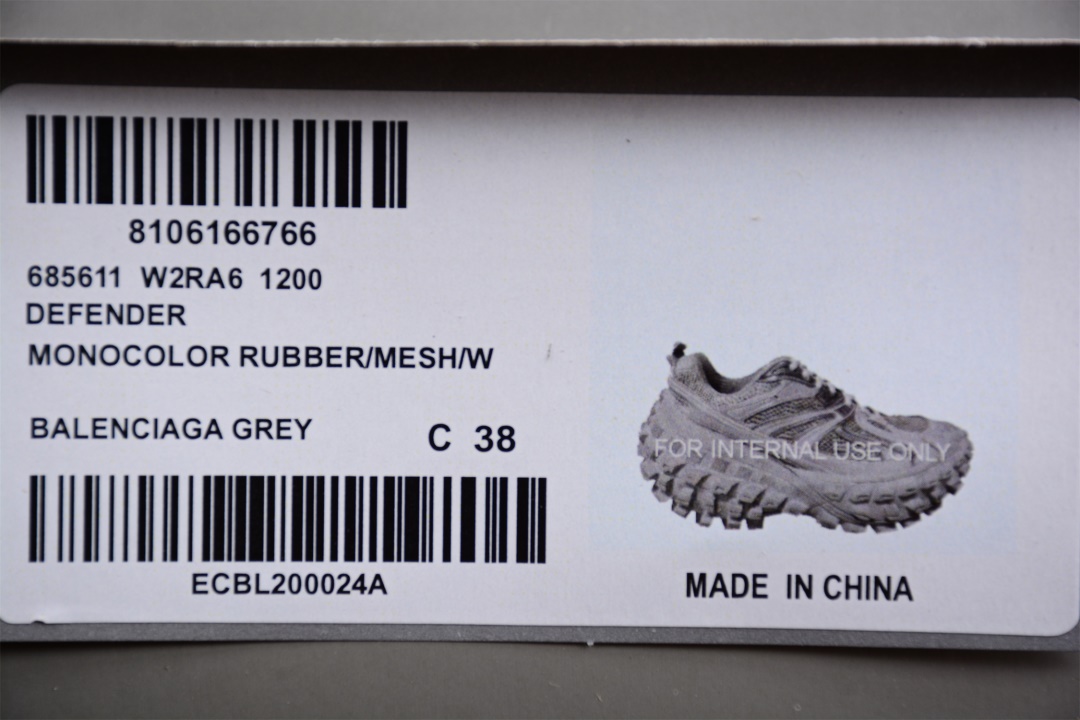 8106166766
685611 W2RA6 1200
DEFENDER
MONOCOLOR RUBBER/MESH/W
BALENCIAGA GREY C 38
ECBL200024A
FOR INTERNAL USE ONLY
MADE IN CHINA